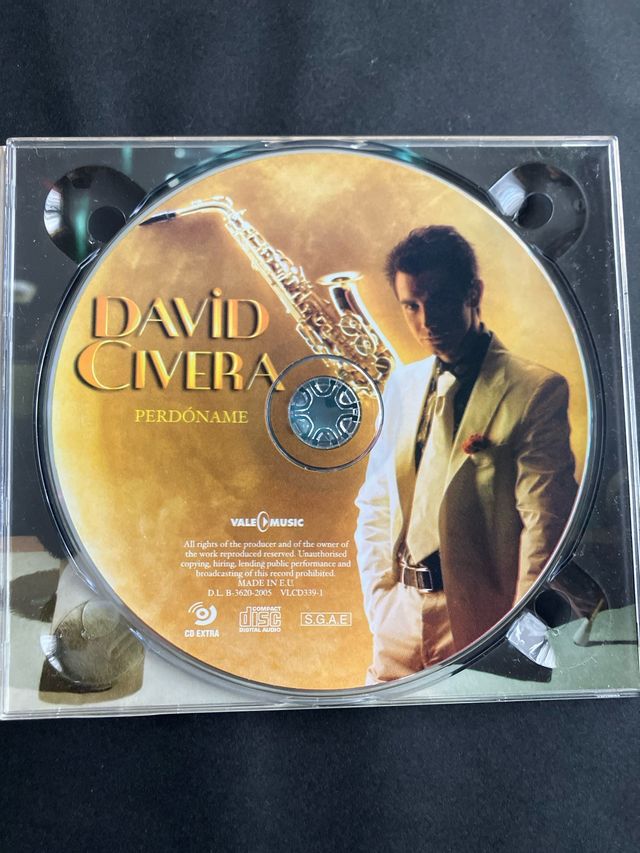 DAViD
CIVERA
PERDÓNAME
VALE MUSIC
All rights of the producer and of the owner of
the work reproduced reserved. Unauthorised
copying, hiring, lending public performance and
broadcasting of this record prohibited.
MADE IN E.U.
D.L. B-3620-2005 VLCD339-1
CD EXTRA
COMPACT
disc
DIGITAL AUDIO
S.G.A.E